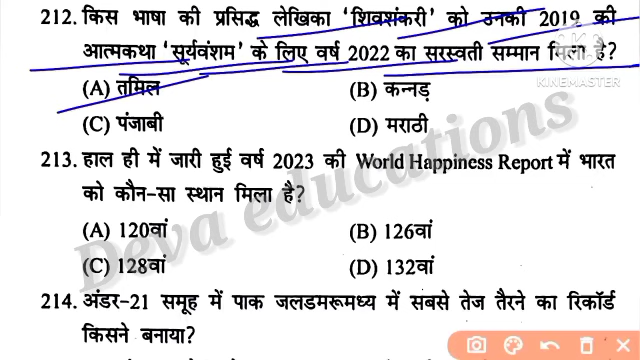 212. किस भाषा की प्रसिद्ध लेखिका 'शिवशंकरी' को उनकी 2019 की
आत्मकथा 'सूर्यवंशम' के लिए वर्ष 2022 का सरस्वती सम्मान मिला है?
KINEMASTER
(A) तमिल (B) कन्नड़
(C) पंजाबी (D) मराठी
213. हाल ही में जारी हुई वर्ष 2023 की World Happiness Report में भारत
को कौन-सा स्थान मिला है?
(A) 120वां (B) 126वां
(C) 128वां (D) 132वां
Deva educations
214. अंडर-21 समूह में पाक जलडमरूमध्य में सबसे तेज तैरने का रिकॉर्ड
किसने बनाया?